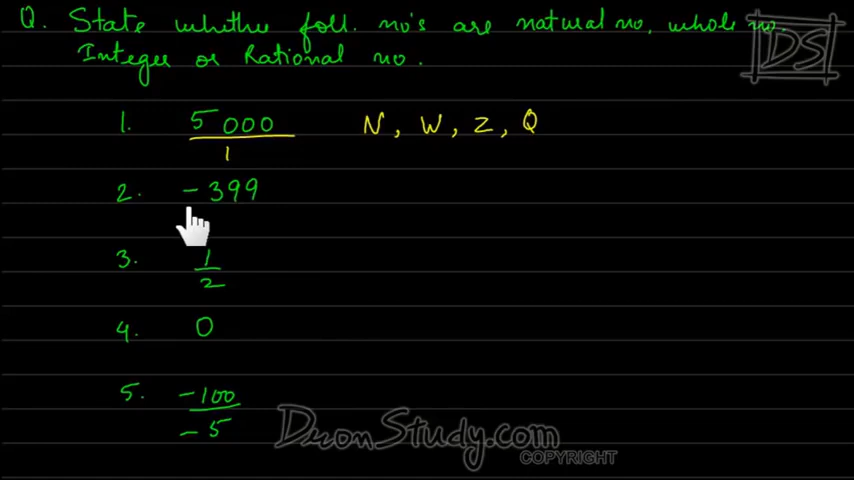 Q. State whether foll. no's are natural no, whole no.
DS
Integer or Rational no.
1. 5000/1 N, W, Z, Q
2. -399
3. 1/2
4. 0
5. -100/-5
DronStudy.com
COPYRIGHT